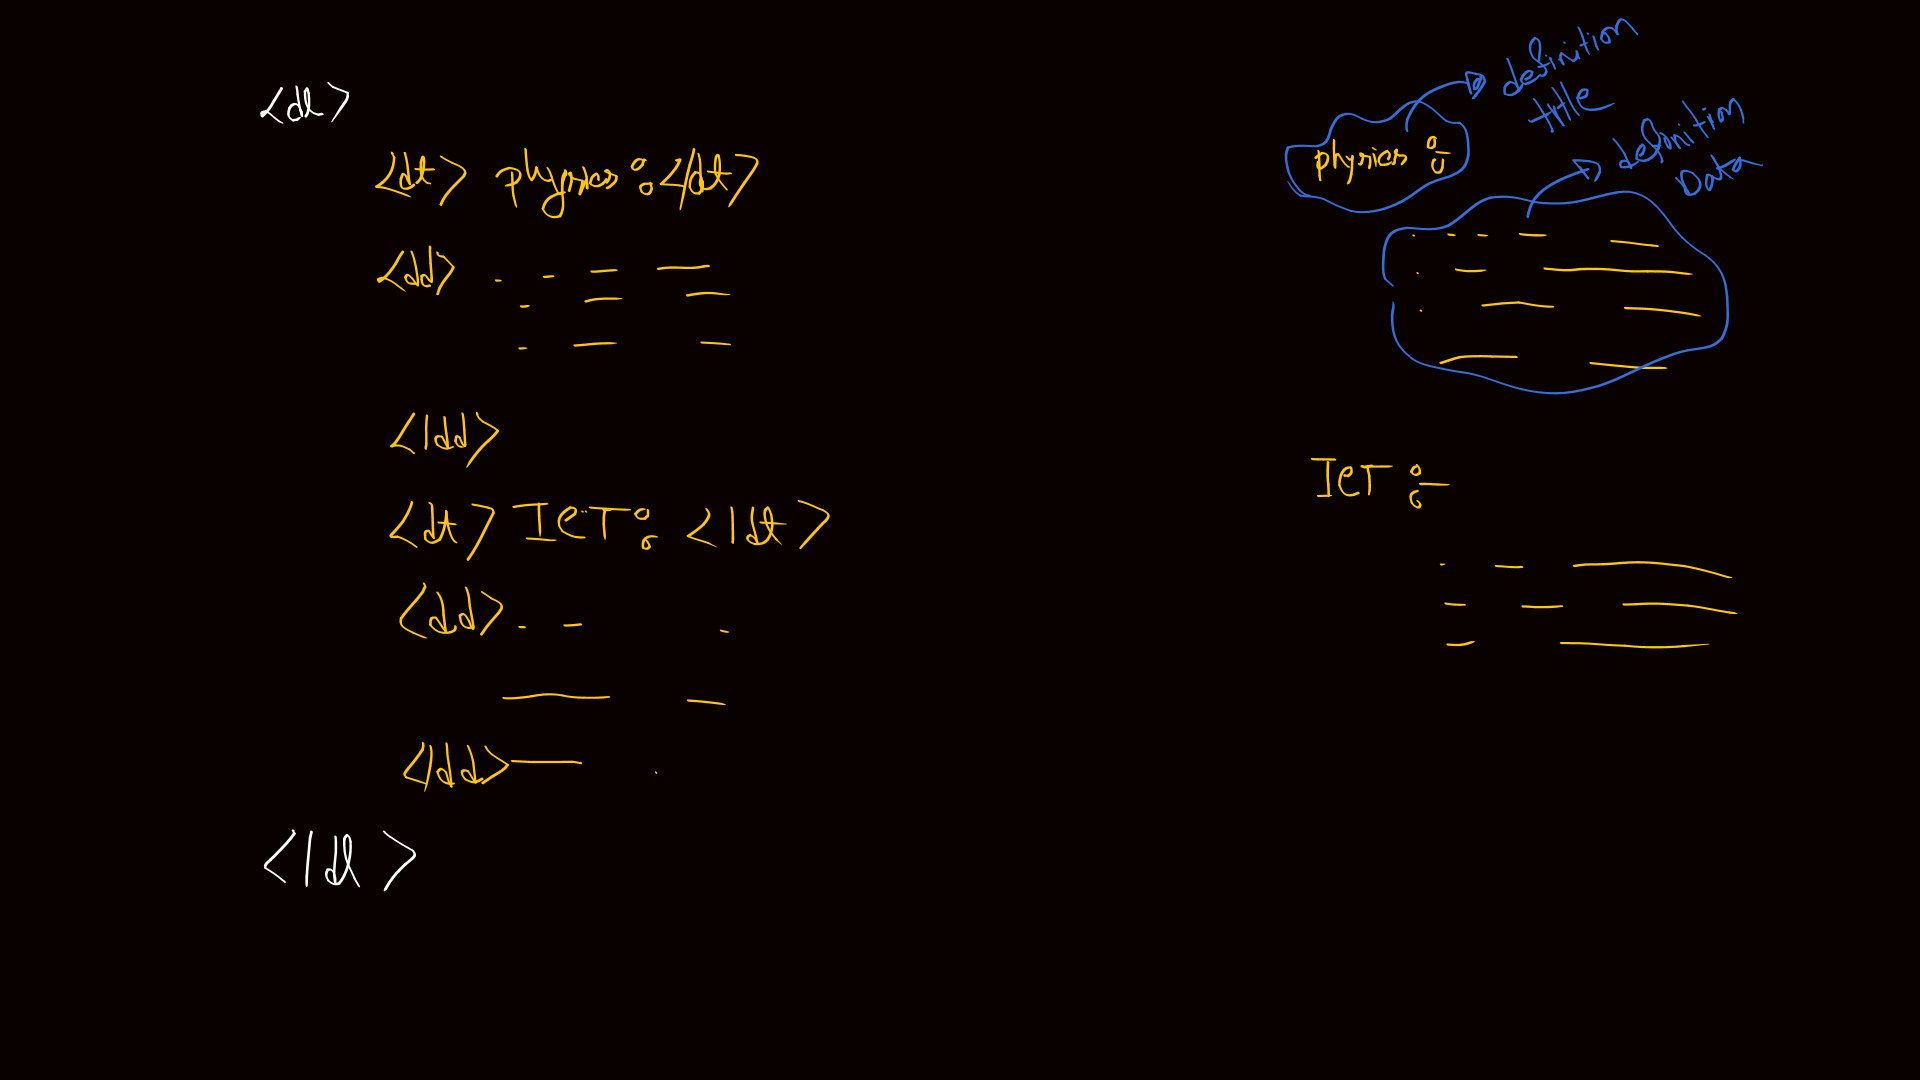 <dl>
<dt> physics : </dt>
<dd>
</dd>
<dt> ICT : </dt>
<dd>
</dd>
</dl>
definition
title
physics :-
definition
Data
ICT :-